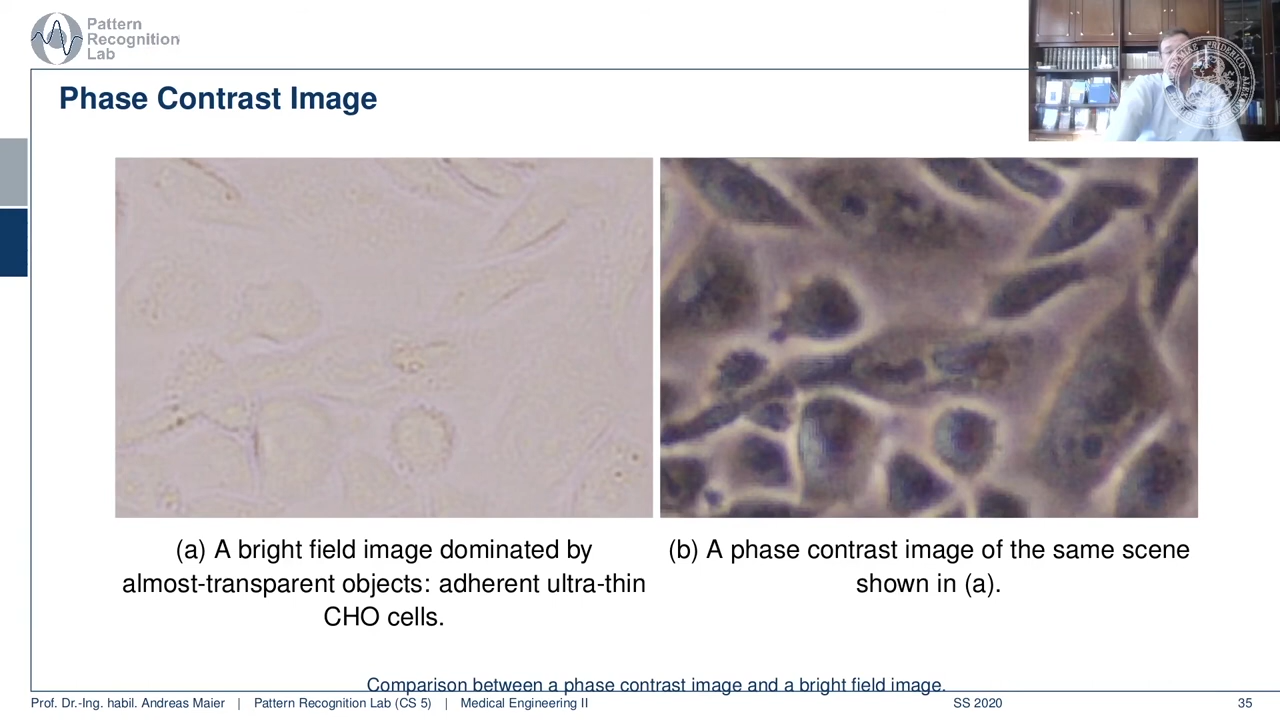 Pattern
Recognition
Lab
Phase Contrast Image
(a) A bright field image dominated by
almost-transparent objects: adherent ultra-thin
CHO cells.
(b) A phase contrast image of the same scene
shown in (a).
Comparison between a phase contrast image and a bright field image.
Prof. Dr.-Ing. habil. Andreas Maier | Pattern Recognition Lab (CS 5) | Medical Engineering II SS 2020 35